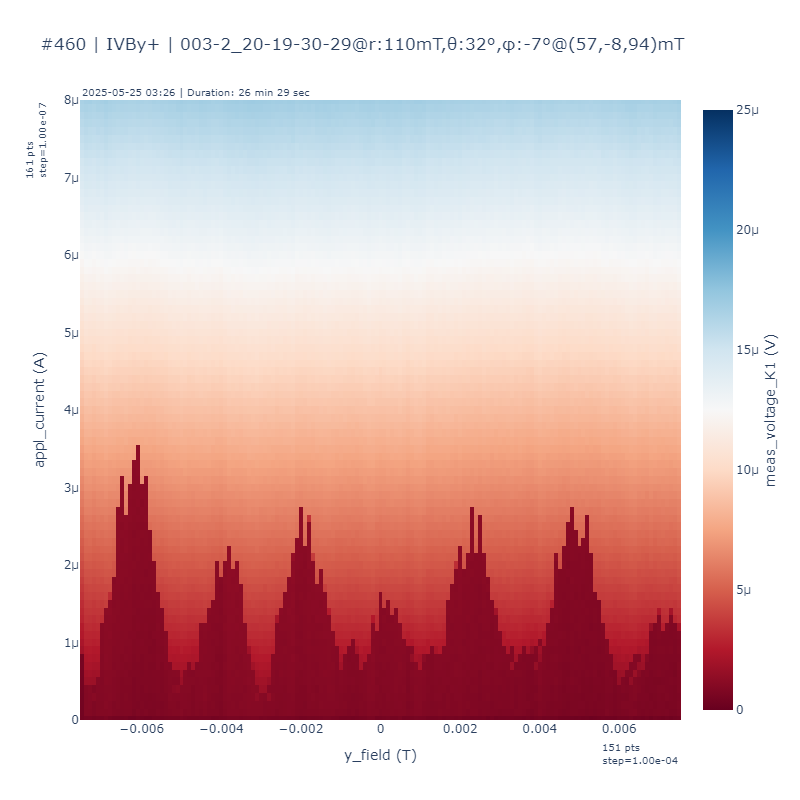 #460 | IVBy+ | 003-2_20-19-30-29@r:110mT,θ:32°,φ:-7°@(57,-8,94)mT
2025-05-25 03:26 | Duration: 26 min 29 sec
161 pts
step=1.00e-07
8μ
7μ
6μ
5μ
4μ
3μ
2μ
1μ
0
appl_current (A)
−0.006
−0.004
−0.002
0
0.002
0.004
0.006
y_field (T)
151 pts
step=1.00e-04
25μ
20μ
15μ
10μ
5μ
0
meas_voltage_K1 (V)